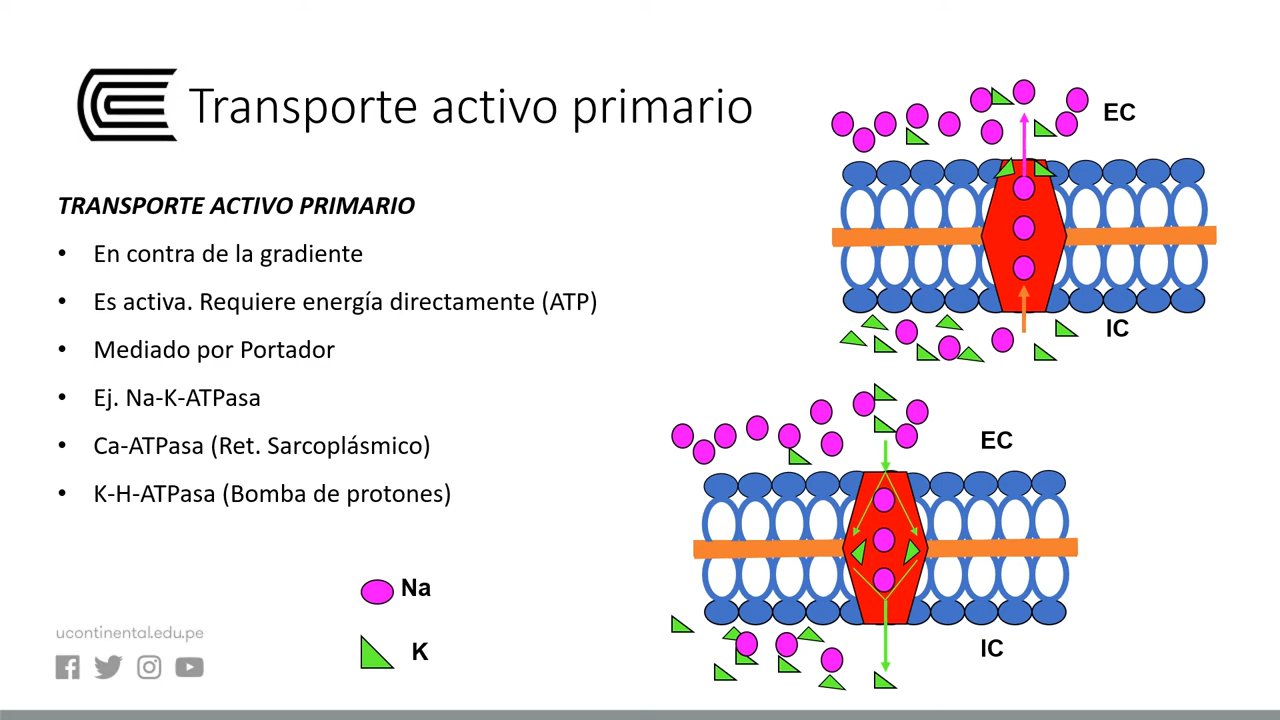 Transporte activo primario
TRANSPORTE ACTIVO PRIMARIO
• En contra de la gradiente
• Es activa. Requiere energía directamente (ATP)
• Mediado por Portador
• Ej. Na-K-ATPasa
• Ca-ATPasa (Ret. Sarcoplásmico)
• K-H-ATPasa (Bomba de protones)
EC
IC
EC
IC
Na
K
ucontinental.edu.pe